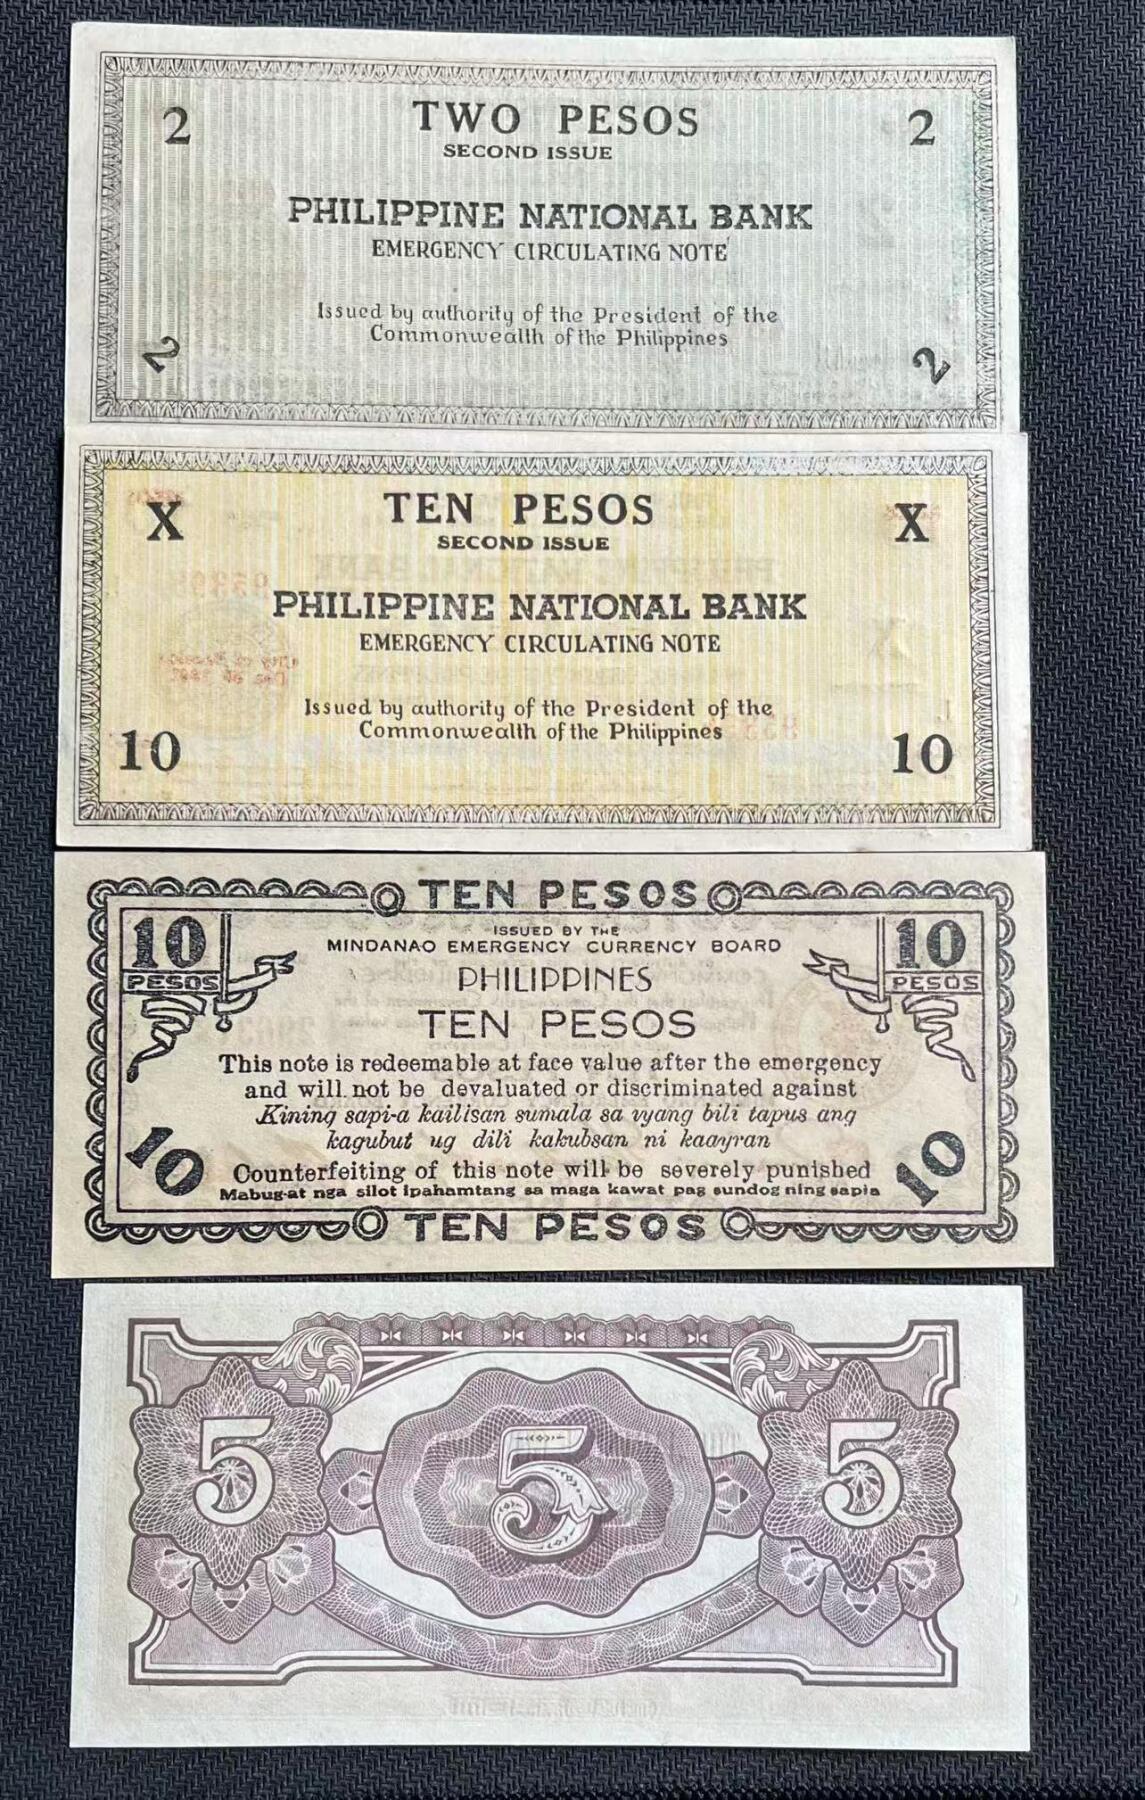 2 TWO PESOS 2
SECOND ISSUE
PHILIPPINE NATIONAL BANK
EMERGENCY CIRCULATING NOTE
Issued by authority of the President of the
Commonwealth of the Philippines
2 2
X TEN PESOS X
SECOND ISSUE
PHILIPPINE NATIONAL BANK
EMERGENCY CIRCULATING NOTE
Issued by authority of the President of the
Commonwealth of the Philippines
10 10
TEN PESOS
10 ISSUED BY THE 10
MINDANAO EMERGENCY CURRENCY BOARD
PESOS PHILIPPINES PESOS
TEN PESOS
This note is redeemable at face value after the emergency
and will not be devaluated or discriminated against
Kining sapi-a kailisan sumala sa vyang bili tapus ang
kagubut ug dili kakubsan ni kaayran
10 10
Counterfeiting of this note will be severely punished
Mabug-at nga silot ipahamtang sa maga kawat pag sundog ning sapia
TEN PESOS
5 5 5